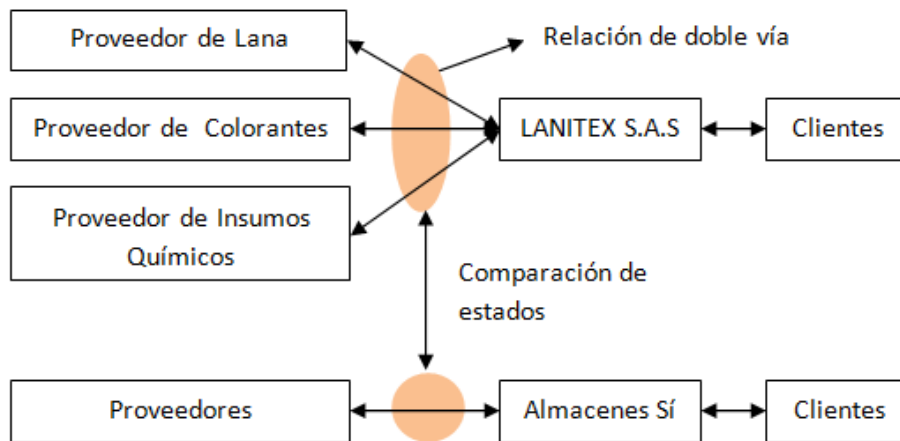 Proveedor de Lana
Relación de doble vía
Proveedor de Colorantes
LANITEX S.A.S
Clientes
Proveedor de Insumos
Químicos
Comparación de
estados
Proveedores
Almacenes Sí
Clientes